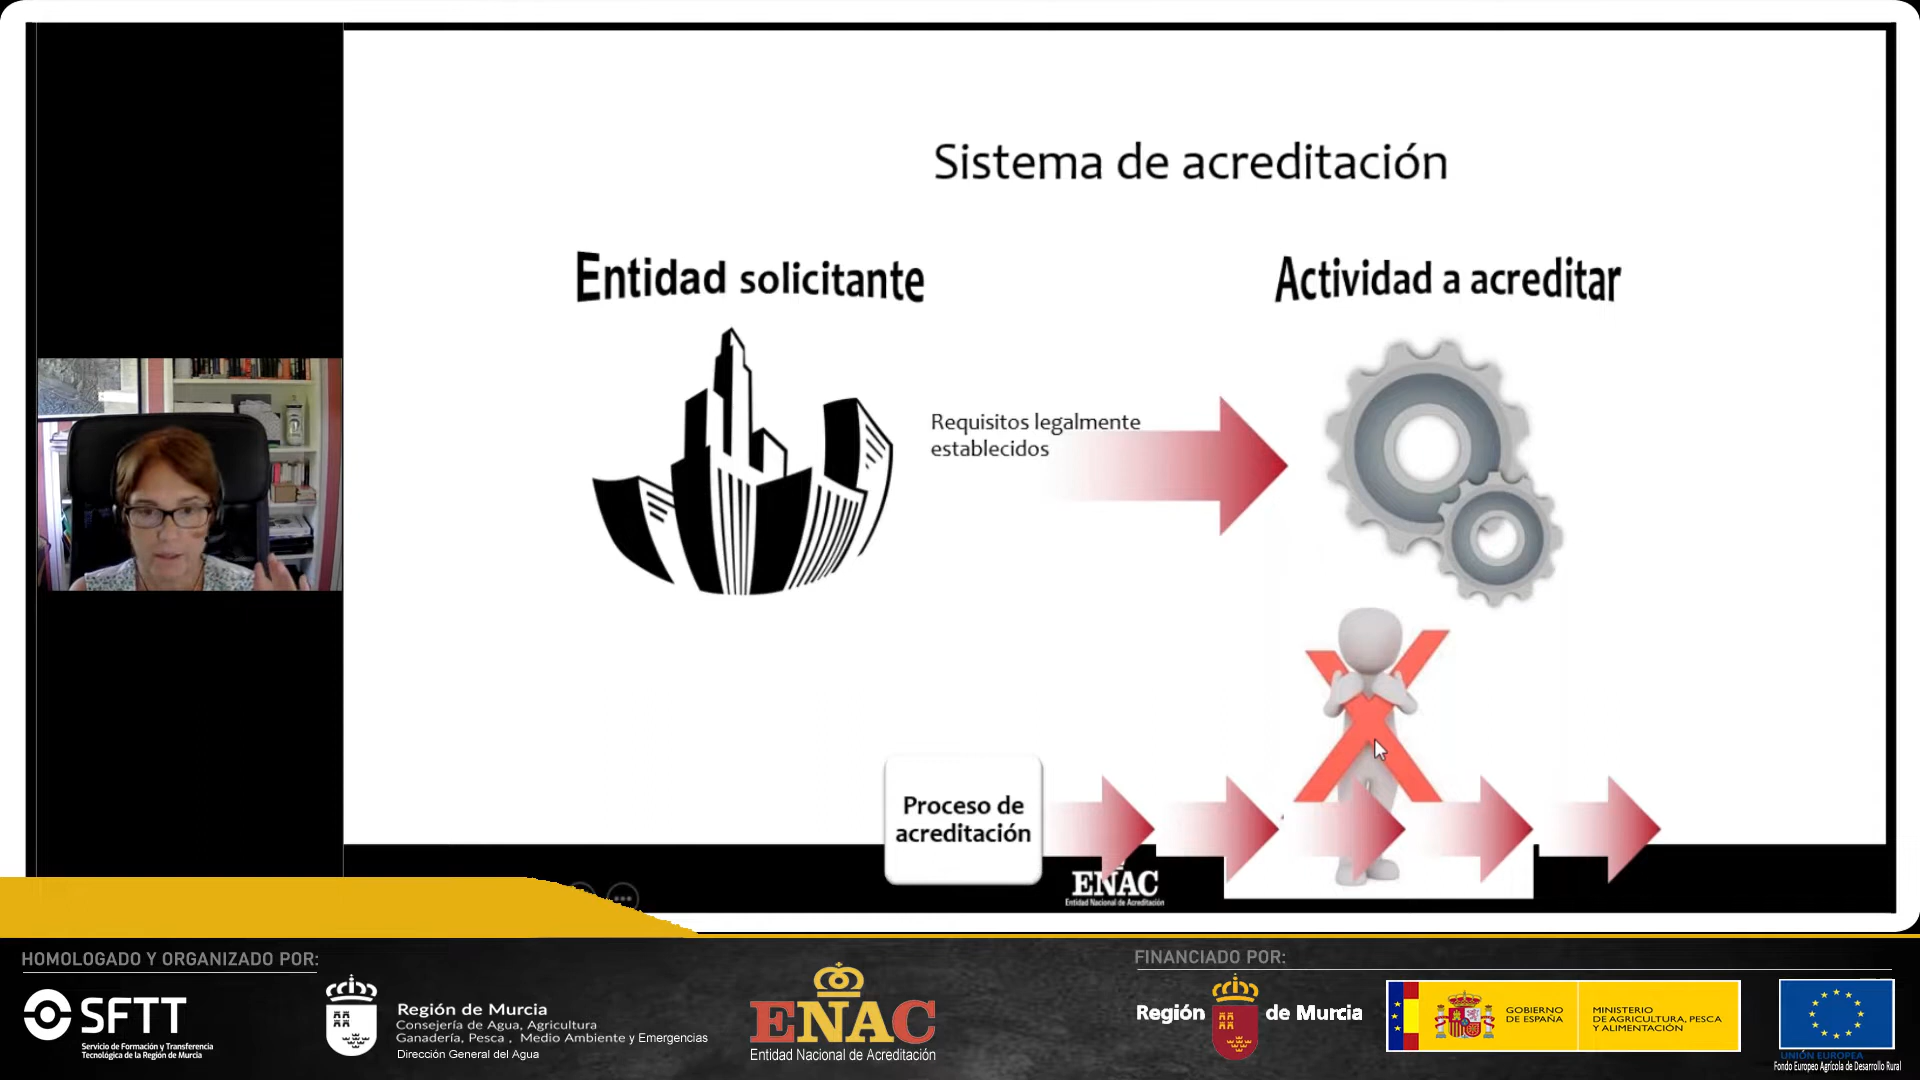 Sistema de acreditación
Entidad solicitante
Actividad a acreditar
Requisitos legalmente
establecidos
Proceso de
acreditación
ENAC
Entidad Nacional de Acreditación
HOMOLOGADO Y ORGANIZADO POR:
SFTT
Servicio de Formación y Transferencia
Tecnológica de la Región de Murcia
Región de Murcia
Consejería de Agua, Agricultura
Ganadería, Pesca , Medio Ambiente y Emergencias
Dirección General del Agua
ENAC
Entidad Nacional de Acreditación
FINANCIADO POR:
Región de Murcia
GOBIERNO
DE ESPAÑA
MINISTERIO
DE AGRICULTURA, PESCA
Y ALIMENTACIÓN
UNIÓN EUROPEA
Fondo Europeo Agrícola de Desarrollo Rural